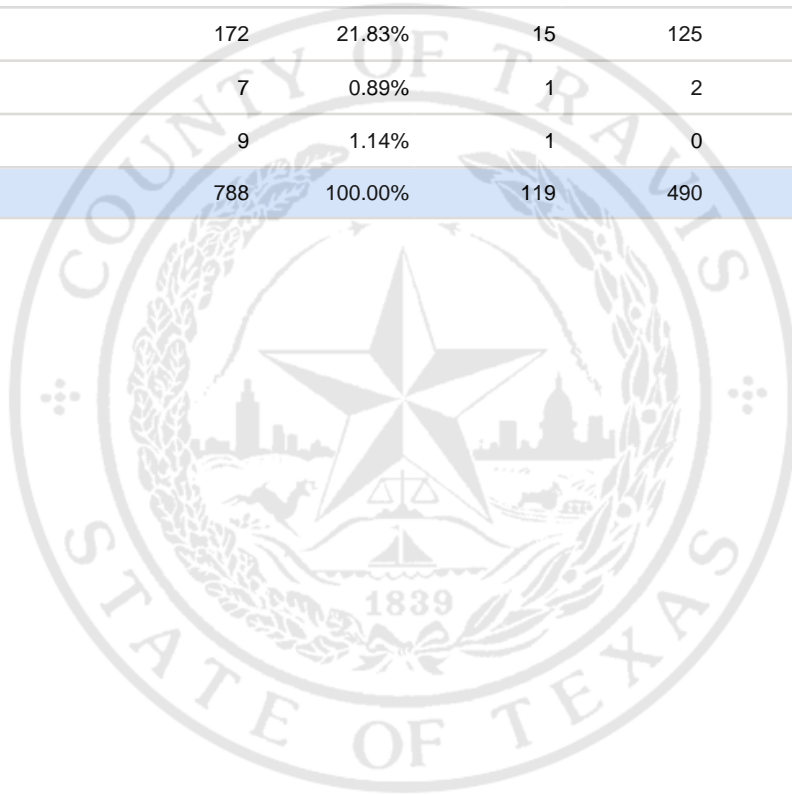 172 21.83% 15 125
7 0.89% 1 2
9 1.14% 1 0
788 100.00% 119 490
COUNTY OF TRAVIS
1839
STATE OF TEXAS